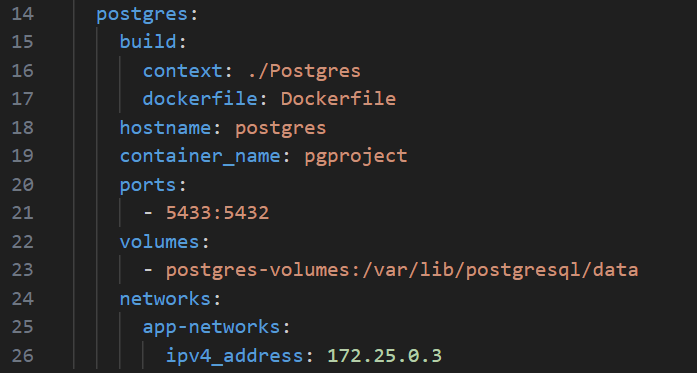 14 postgres:
15 build:
16 context: ./Postgres
17 dockerfile: Dockerfile
18 hostname: postgres
19 container_name: pgproject
20 ports:
21 - 5433:5432
22 volumes:
23 - postgres-volumes:/var/lib/postgresql/data
24 networks:
25 app-networks:
26 ipv4_address: 172.25.0.3